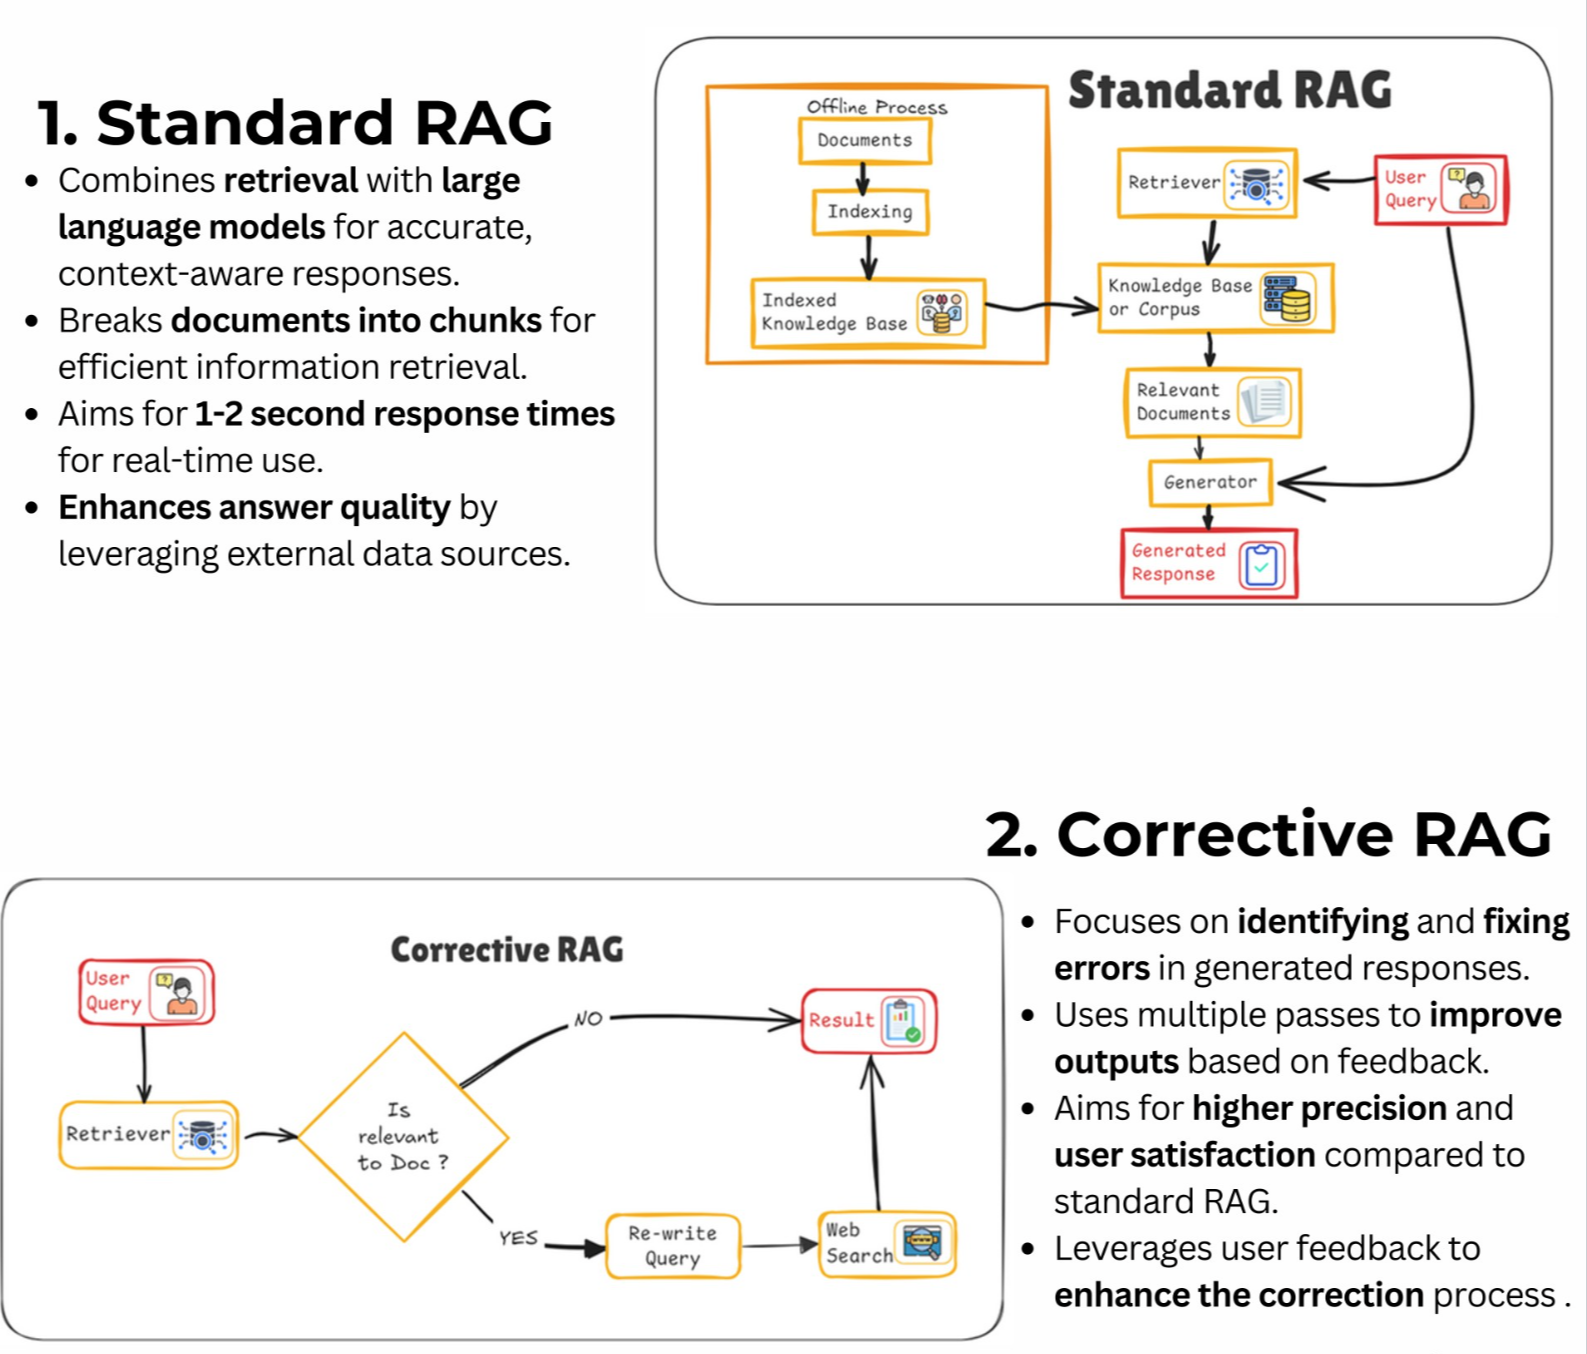 1. Standard RAG
• Combines retrieval with large
language models for accurate,
context-aware responses.
• Breaks documents into chunks for
efficient information retrieval.
• Aims for 1-2 second response times
for real-time use.
• Enhances answer quality by
leveraging external data sources.
Standard RAG
Offline Process
Documents
Indexing
Indexed
Knowledge Base
User
Query
Retriever
Knowledge Base
or Corpus
Relevant
Documents
Generator
Generated
Response
2. Corrective RAG
Corrective RAG
User
Query
Retriever
Is
relevant
to Doc ?
NO
Result
YES
Re-write
Query
Web
Search
• Focuses on identifying and fixing
errors in generated responses.
• Uses multiple passes to improve
outputs based on feedback.
• Aims for higher precision and
user satisfaction compared to
standard RAG.
• Leverages user feedback to
enhance the correction process .